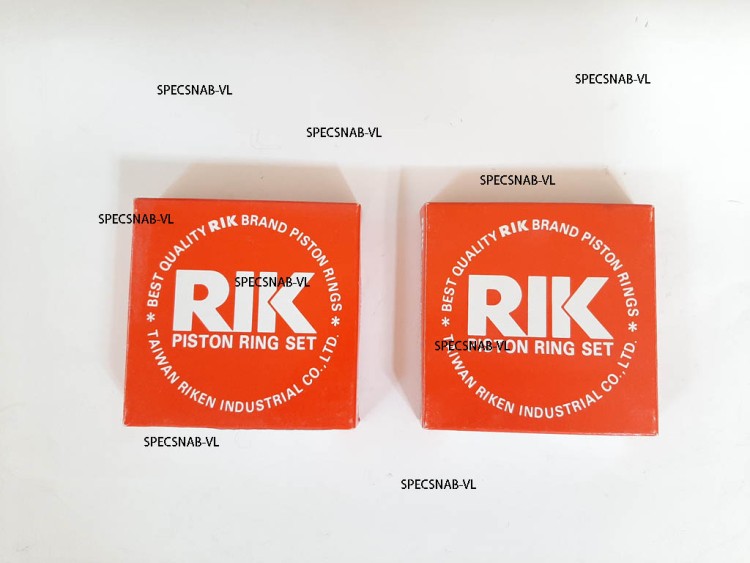 SPECSNAB-VL
SPECSNAB-VL
SPECSNAB-VL
SPECSNAB-VL
SPECSNAB-VL
* BEST QUALITY RIK BRAND PISTON RINGS *
RIK
SPECSNAB-VL
PISTON RING SET
TAIWAN RIKEN INDUSTRIAL CO., LTD.
* BEST QUALITY RIK BRAND PISTON RINGS *
RIK
PISTON RING SET
SPECSNAB-VL
TAIWAN RIKEN INDUSTRIAL CO., LTD.
SPECSNAB-VL
SPECSNAB-VL